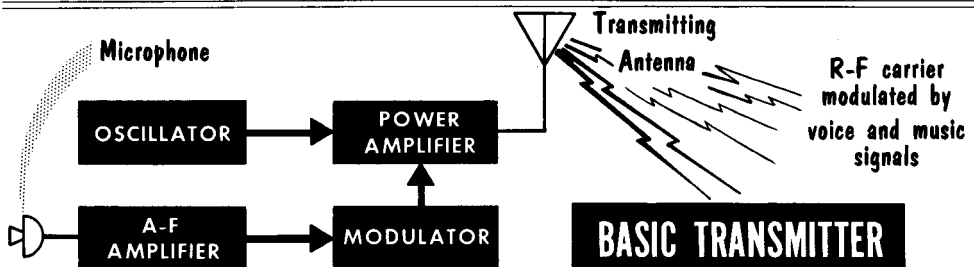 Microphone
Transmitting
Antenna
R-F carrier
modulated by
voice and music
signals
OSCILLATOR
POWER
AMPLIFIER
A-F
AMPLIFIER
MODULATOR
BASIC TRANSMITTER